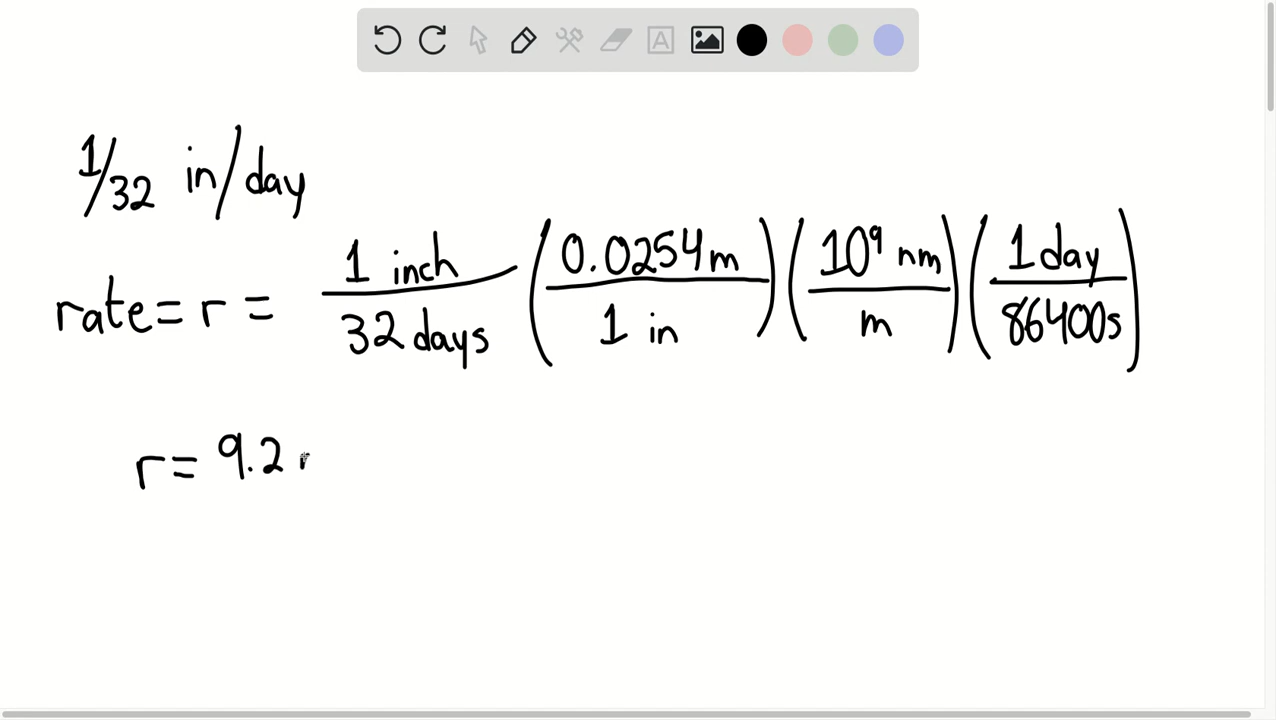 1/32 in/day
rate = r = 1 inch / 32 days (0.0254 m / 1 in) (10⁹ nm / m) (1 day / 86400 s)
r = 9.2